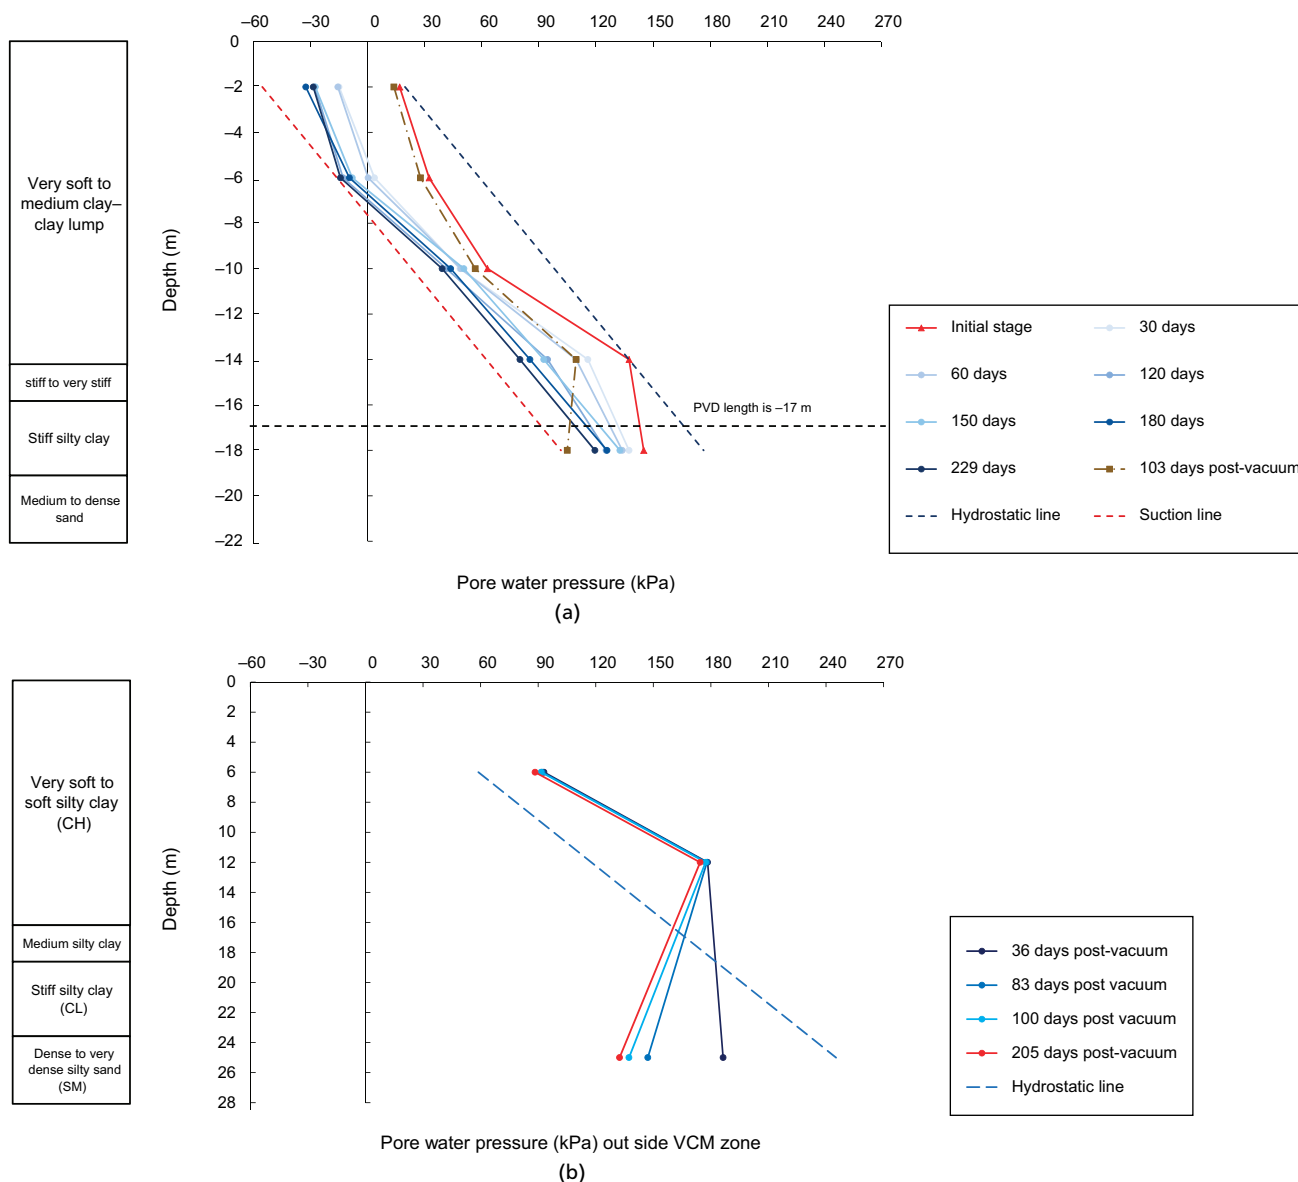 –60 –30 0 30 60 90 120 150 180 210 240 270
0
–2
–4
–6
–8
–10
–12
–14
–16
–18
–20
–22
Depth (m)
Very soft to
medium clay–
clay lump
stiff to very stiff
Stiff silty clay
Medium to dense
sand
PVD length is –17 m
Initial stage
30 days
60 days
120 days
150 days
180 days
229 days
103 days post-vacuum
Hydrostatic line
Suction line
Pore water pressure (kPa)
(a)
–60 –30 0 30 60 90 120 150 180 210 240 270
0
2
4
6
8
10
12
14
16
18
20
22
24
26
28
Depth (m)
Very soft to
soft silty clay
(CH)
Medium silty clay
Stiff silty clay
(CL)
Dense to very
dense silty sand
(SM)
36 days post-vacuum
83 days post vacuum
100 days post vacuum
205 days post-vacuum
Hydrostatic line
Pore water pressure (kPa) out side VCM zone
(b)